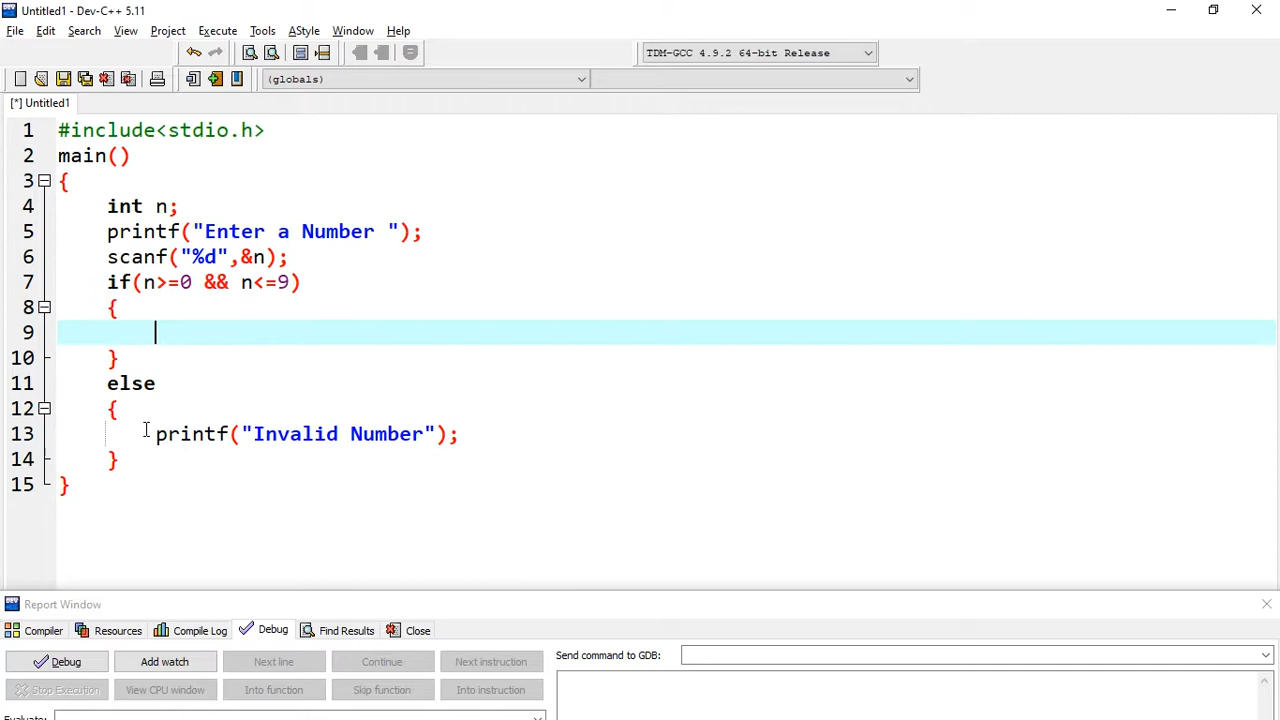 Untitled1 - Dev-C++ 5.11
File Edit Search View Project Execute Tools AStyle Window Help
TDM-GCC 4.9.2 64-bit Release
(globals)
[*] Untitled1
1 #include<stdio.h>
2 main()
3 {
4 int n;
5 printf("Enter a Number ");
6 scanf("%d",&n);
7 if(n>=0 && n<=9)
8 {
9
10 }
11 else
12 {
13 printf("Invalid Number");
14 }
15 }
Report Window
Compiler Resources Compile Log Debug Find Results Close
Debug Add watch Next line Continue Next instruction Send command to GDB:
Stop Execution View CPU window Into function Skip function Into instruction
Evaluate: